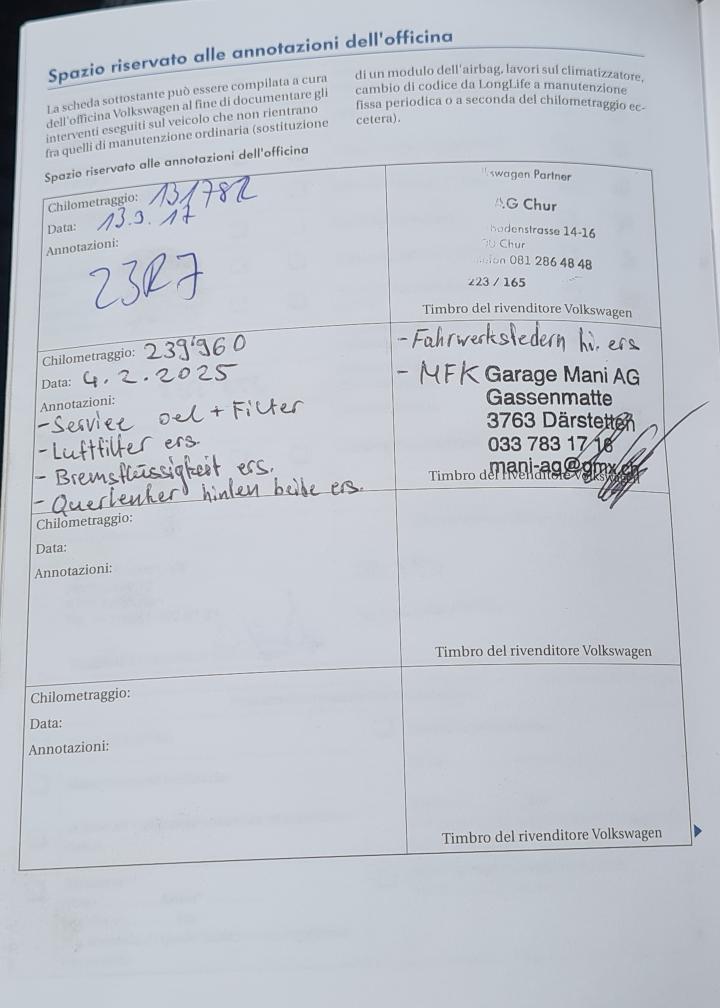 Spazio riservato alle annotazioni dell'officina
La scheda sottostante può essere compilata a cura
dell'officina Volkswagen al fine di documentare gli
interventi eseguiti sul veicolo che non rientrano
fra quelli di manutenzione ordinaria (sostituzione
di un modulo dell'airbag, lavori sul climatizzatore,
cambio di codice da LongLife a manutenzione
fissa periodica o a seconda del chilometraggio ec-
cetera).
Spazio riservato alle annotazioni dell'officina
Chilometraggio: 131782
Data: 13.3.17
Annotazioni:
23R7
Partner
Chur
14-16
Chur
081 286 48 48
223 / 165
Timbro del rivenditore Volkswagen
Chilometraggio: 239'960
Data: 4.2.2025
Annotazioni:
- Service oel + Filter
- Luftfilter ers.
- Bremsflüssigkeit ers.
- Querlenker hinten beide ers.
- Fahrwerksfedern hi. ers
- MFK
Garage Mani AG
Gassenmatte
3763 Därstetten
033 783 17 18
mani-ag@gmx.ch
Timbro del rivenditore Volkswagen
Chilometraggio:
Data:
Annotazioni:
Timbro del rivenditore Volkswagen
Chilometraggio:
Data:
Annotazioni:
Timbro del rivenditore Volkswagen